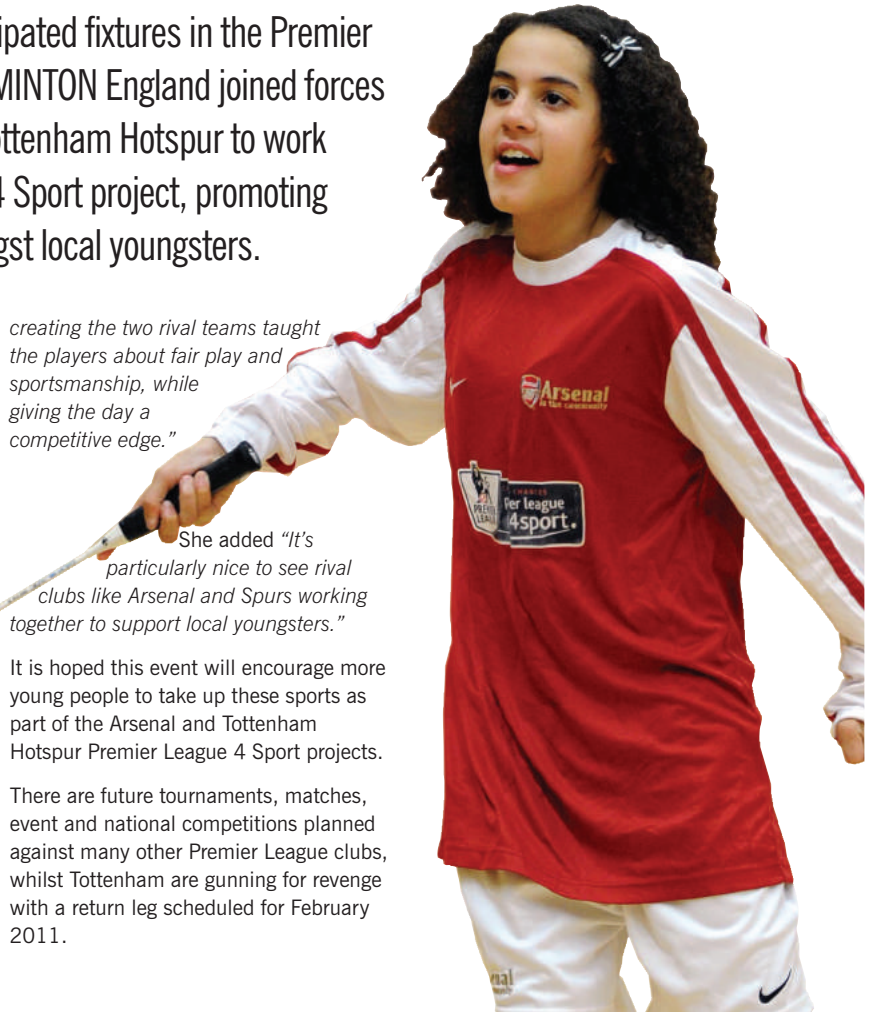 ipated fixtures in the Premier
MINTON England joined forces
ottenham Hotspur to work
4 Sport project, promoting
gst local youngsters.
creating the two rival teams taught
the players about fair play and
sportsmanship, while
giving the day a
competitive edge.”
She added “It’s
particularly nice to see rival
clubs like Arsenal and Spurs working
together to support local youngsters.”
It is hoped this event will encourage more
young people to take up these sports as
part of the Arsenal and Tottenham
Hotspur Premier League 4 Sport projects.
There are future tournaments, matches,
event and national competitions planned
against many other Premier League clubs,
whilst Tottenham are gunning for revenge
with a return leg scheduled for February
2011.
Arsenal
in the community
PREMIER
LEAGUE
CHANCES
er league
4sport.
nal